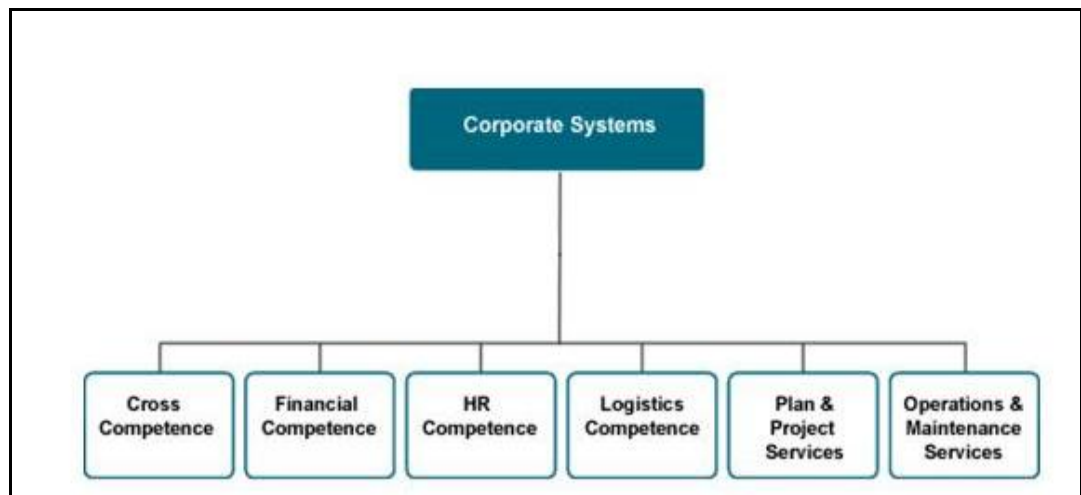 Corporate Systems
Cross
Competence
Financial
Competence
HR
Competence
Logistics
Competence
Plan &
Project
Services
Operations &
Maintenance
Services